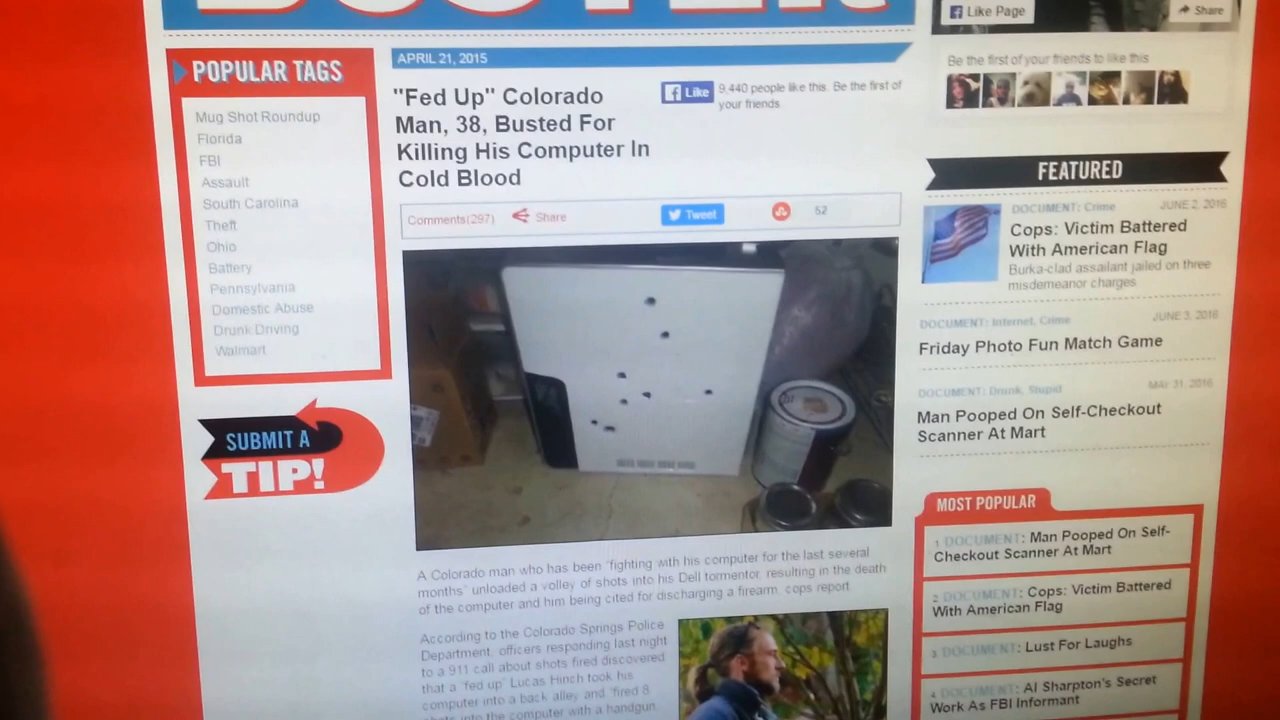 POPULAR TAGS
Mug Shot Roundup
Florida
FBI
Assault
South Carolina
Theft
Ohio
Battery
Pennsylvania
Domestic Abuse
Drunk Driving
Walmart
SUBMIT A
TIP!
APRIL 21, 2015
"Fed Up" Colorado
Man, 38, Busted For
Killing His Computer In
Cold Blood
Like
9,440 people like this. Be the first of
your friends.
Comments(297)
Share
Tweet
52
A Colorado man who has been "fighting with his computer for the last several
months" unloaded a volley of shots into his Dell tormentor, resulting in the death
of the computer and him being cited for discharging a firearm, cops report.
According to the Colorado Springs Police
Department, officers responding last night
to a 911 call about shots fired discovered
that a "fed up" Lucas Hinch took his
computer into a back alley and "fired 8
shots into the computer with a handgun,
Like Page
Share
Be the first of your friends to like this
FEATURED
DOCUMENT: Crime
JUNE 2, 2016
Cops: Victim Battered
With American Flag
Burka-clad assailant jailed on three
misdemeanor charges
DOCUMENT: Internet, Crime
JUNE 3, 2016
Friday Photo Fun Match Game
DOCUMENT: Drunk, Stupid
MAY 31, 2016
Man Pooped On Self-Checkout
Scanner At Mart
MOST POPULAR
1 DOCUMENT: Man Pooped On Self-
Checkout Scanner At Mart
2 DOCUMENT: Cops: Victim Battered
With American Flag
3 DOCUMENT: Lust For Laughs
4 DOCUMENT: Al Sharpton's Secret
Work As FBI Informant